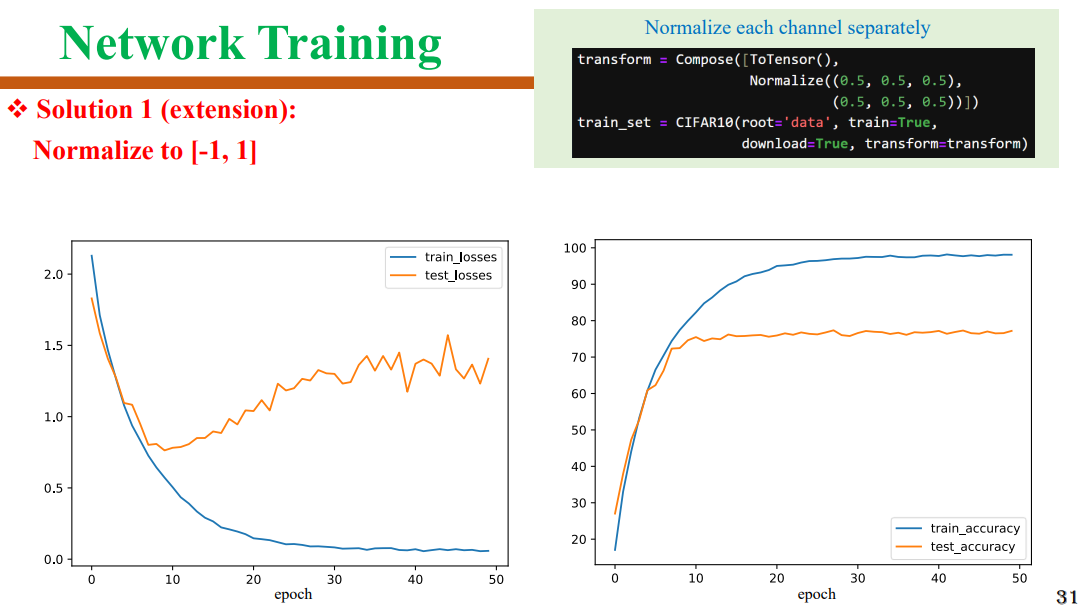 Network Training
Normalize each channel separately
transform = Compose([ToTensor(),
Normalize((0.5, 0.5, 0.5),
(0.5, 0.5, 0.5))])
train_set = CIFAR10(root='data', train=True,
download=True, transform=transform)
❖ Solution 1 (extension):
Normalize to [-1, 1]
train_losses
test_losses
2.0
1.5
1.0
0.5
0.0
0 10 20 30 40 50
epoch
100
90
80
70
60
50
40
30
20
train_accuracy
test_accuracy
0 10 20 30 40 50
epoch
31